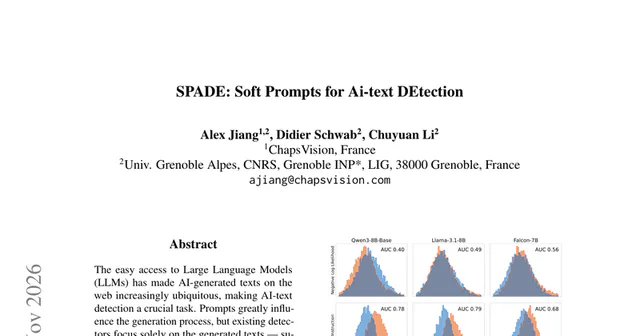 SPADE: Soft Prompts for Ai-text DEtection
Alex Jiang1,2, Didier Schwab2, Chuyuan Li2
1ChapsVision, France
2Univ. Grenoble Alpes, CNRS, Grenoble INP*, LIG, 38000 Grenoble, France
ajiang@chapsvision.com
Nov 2026
Abstract
The easy access to Large Language Models
(LLMs) has made AI-generated texts on the
web increasingly ubiquitous, making AI-text
detection a crucial task. Prompts greatly influ-
ence the generation process, but existing detec-
tors focus solely on the generated texts — su-
Qwen3-8B-Base
Llama-3.1-8B
Falcon-7B
Negative Log Likelihood
AUC 0.40
AUC 0.49
AUC 0.56
AUC 0.78
AUC 0.79
AUC 0.68